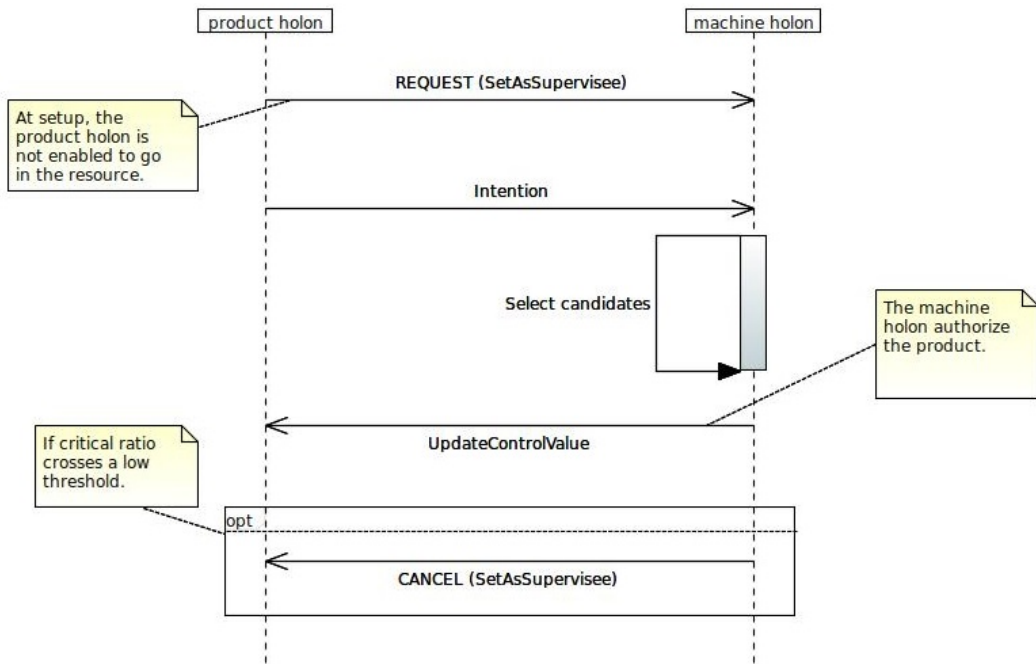 product holon
machine holon
REQUEST (SetAsSupervisee)
At setup, the
product holon is
not enabled to go
in the resource.
Intention
Select candidates
The machine
holon authorize
the product.
UpdateControlValue
If critical ratio
crosses a low
threshold.
opt
CANCEL (SetAsSupervisee)